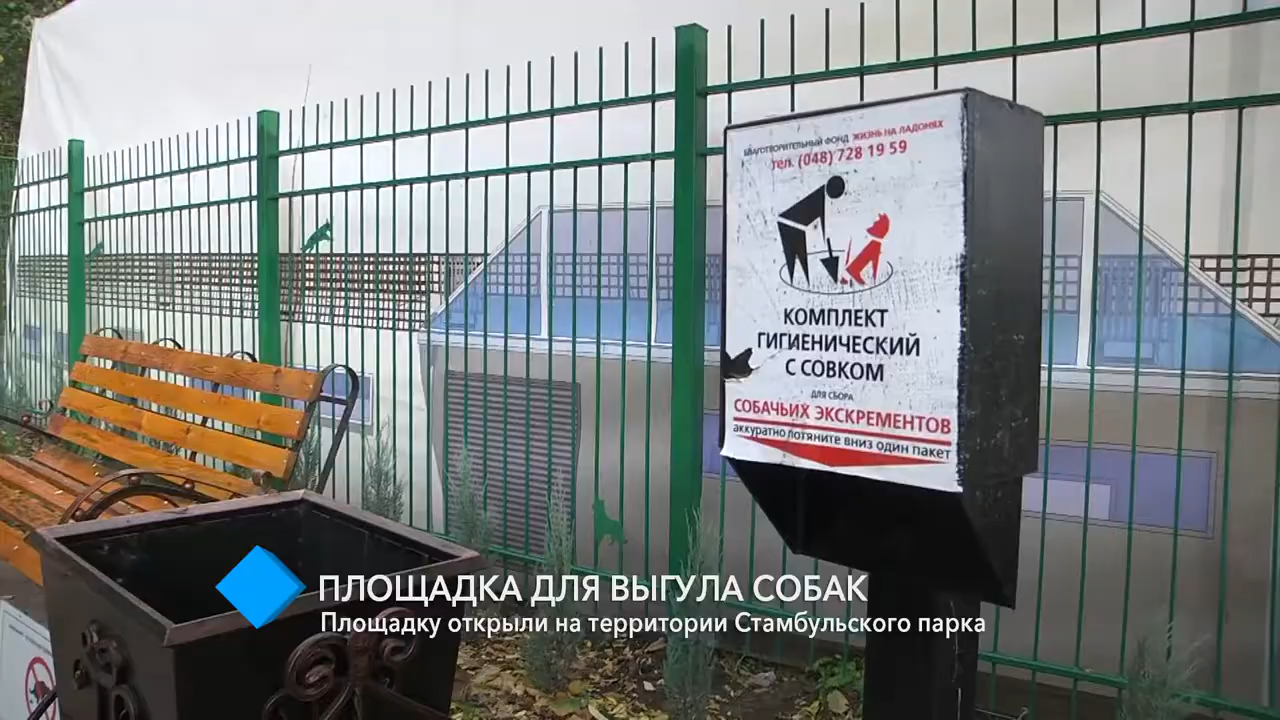 БЛАГОТВОРИТЕЛЬНЫЙ ФОНД ЖИЗНЬ НА ЛАДОНЯХ
тел. (048) 728 19 59
КОМПЛЕКТ
ГИГИЕНИЧЕСКИЙ
С СОВКОМ
ДЛЯ СБОРА
СОБАЧЬИХ ЭКСКРЕМЕНТОВ
аккуратно потяните вниз один пакет
ПЛОЩАДКА ДЛЯ ВЫГУЛА СОБАК
Площадку открыли на территории Стамбульского парка